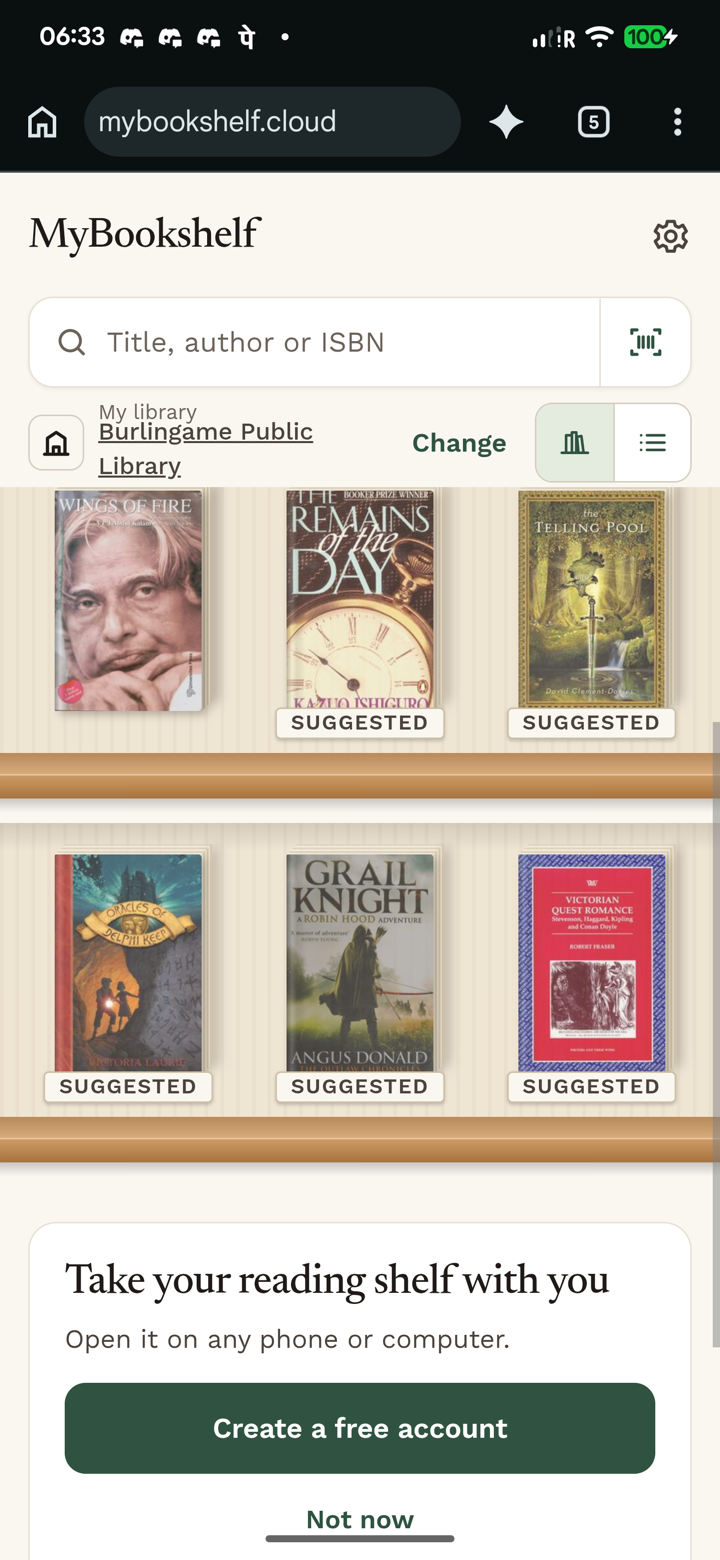 06:33
पे
R
100
mybookshelf.cloud
5
MyBookshelf
Title, author or ISBN
My library
Burlingame Public
Library
Change
WINGS OF FIRE
THE
BOOKER PRIZE WINNER
REMAINS
of the
DAY
KAZUO ISHIGURO
SUGGESTED
the
TELLING POOL
David Clement-Davies
SUGGESTED
ORACLES OF
DELPHI KEEP
VICTORIA LAURIE
SUGGESTED
GRAIL
KNIGHT
A ROBIN HOOD ADVENTURE
ANGUS DONALD
THE OUTLAW CHRONICLES
SUGGESTED
VICTORIAN
QUEST ROMANCE
Stevenson, Haggard, Kipling
and Conan Doyle
ROBERT FRASER
SUGGESTED
Take your reading shelf with you
Open it on any phone or computer.
Create a free account
Not now